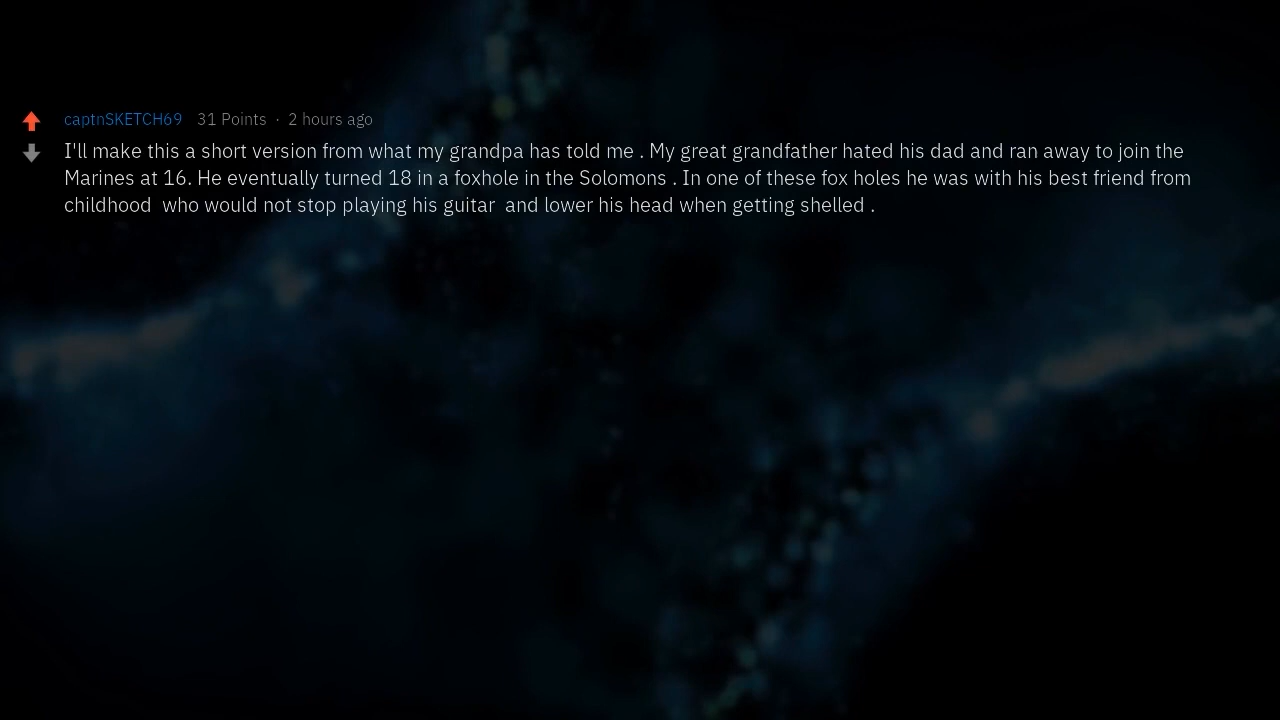 captnSKETCH69 31 Points · 2 hours ago
I'll make this a short version from what my grandpa has told me . My great grandfather hated his dad and ran away to join the
Marines at 16. He eventually turned 18 in a foxhole in the Solomons . In one of these fox holes he was with his best friend from
childhood  who would not stop playing his guitar  and lower his head when getting shelled .